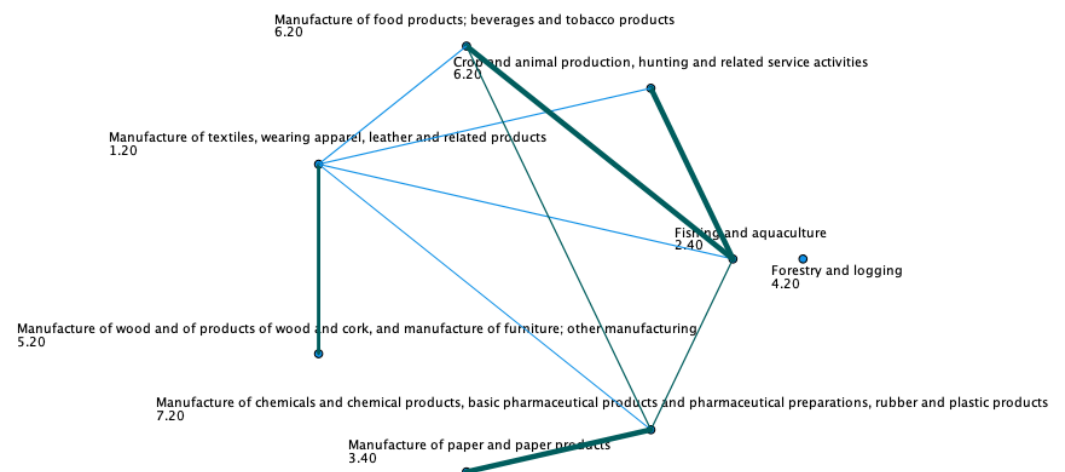 Manufacture of food products; beverages and tobacco products
6.20
Crop and animal production, hunting and related service activities
6.20
Manufacture of textiles, wearing apparel, leather and related products
1.20
Fishing and aquaculture
2.40
Forestry and logging
4.20
Manufacture of wood and of products of wood and cork, and manufacture of furniture; other manufacturing
5.20
Manufacture of chemicals and chemical products, basic pharmaceutical products and pharmaceutical preparations, rubber and plastic products
7.20
Manufacture of paper and paper products
3.40